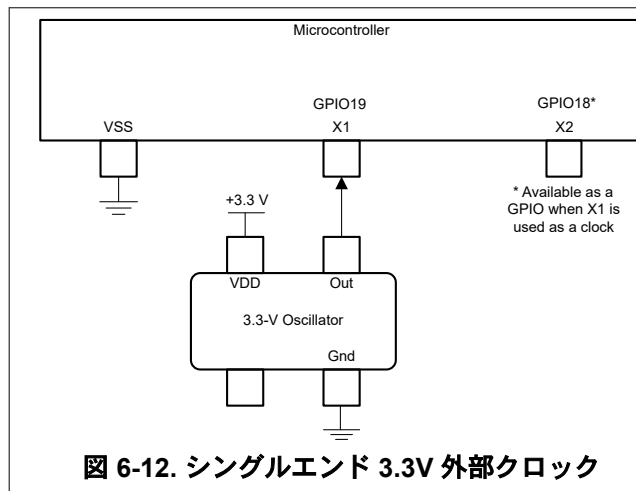 Microcontroller
GPIO19
GPIO18*
VSS
X1
X2
* Available as a
GPIO when X1 is
used as a clock
+3.3 V
VDD
Out
3.3-V Oscillator
Gnd
図 6-12. シングルエンド 3.3V 外部クロック